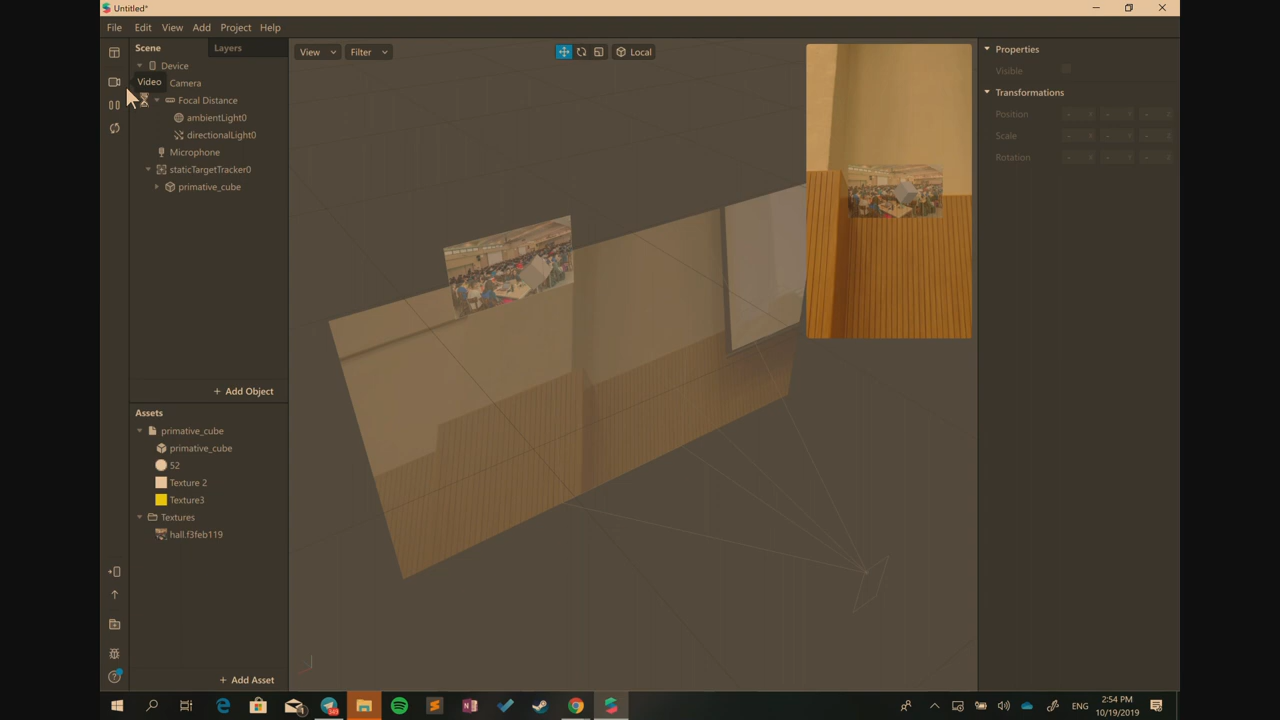 Untitled*
File Edit View Add Project Help
Scene Layers
View Filter Local
Properties
Visible
Transformations
Position - X - Y - Z
Scale - X - Y - Z
Rotation - X - Y - Z
Device
Video
Camera
Focal Distance
ambientLight0
directionalLight0
Microphone
staticTargetTracker0
primative_cube
+ Add Object
Assets
primative_cube
primative_cube
52
Texture 2
Texture3
Textures
hall.f3feb119
+ Add Asset
ENG
2:54 PM
10/19/2019